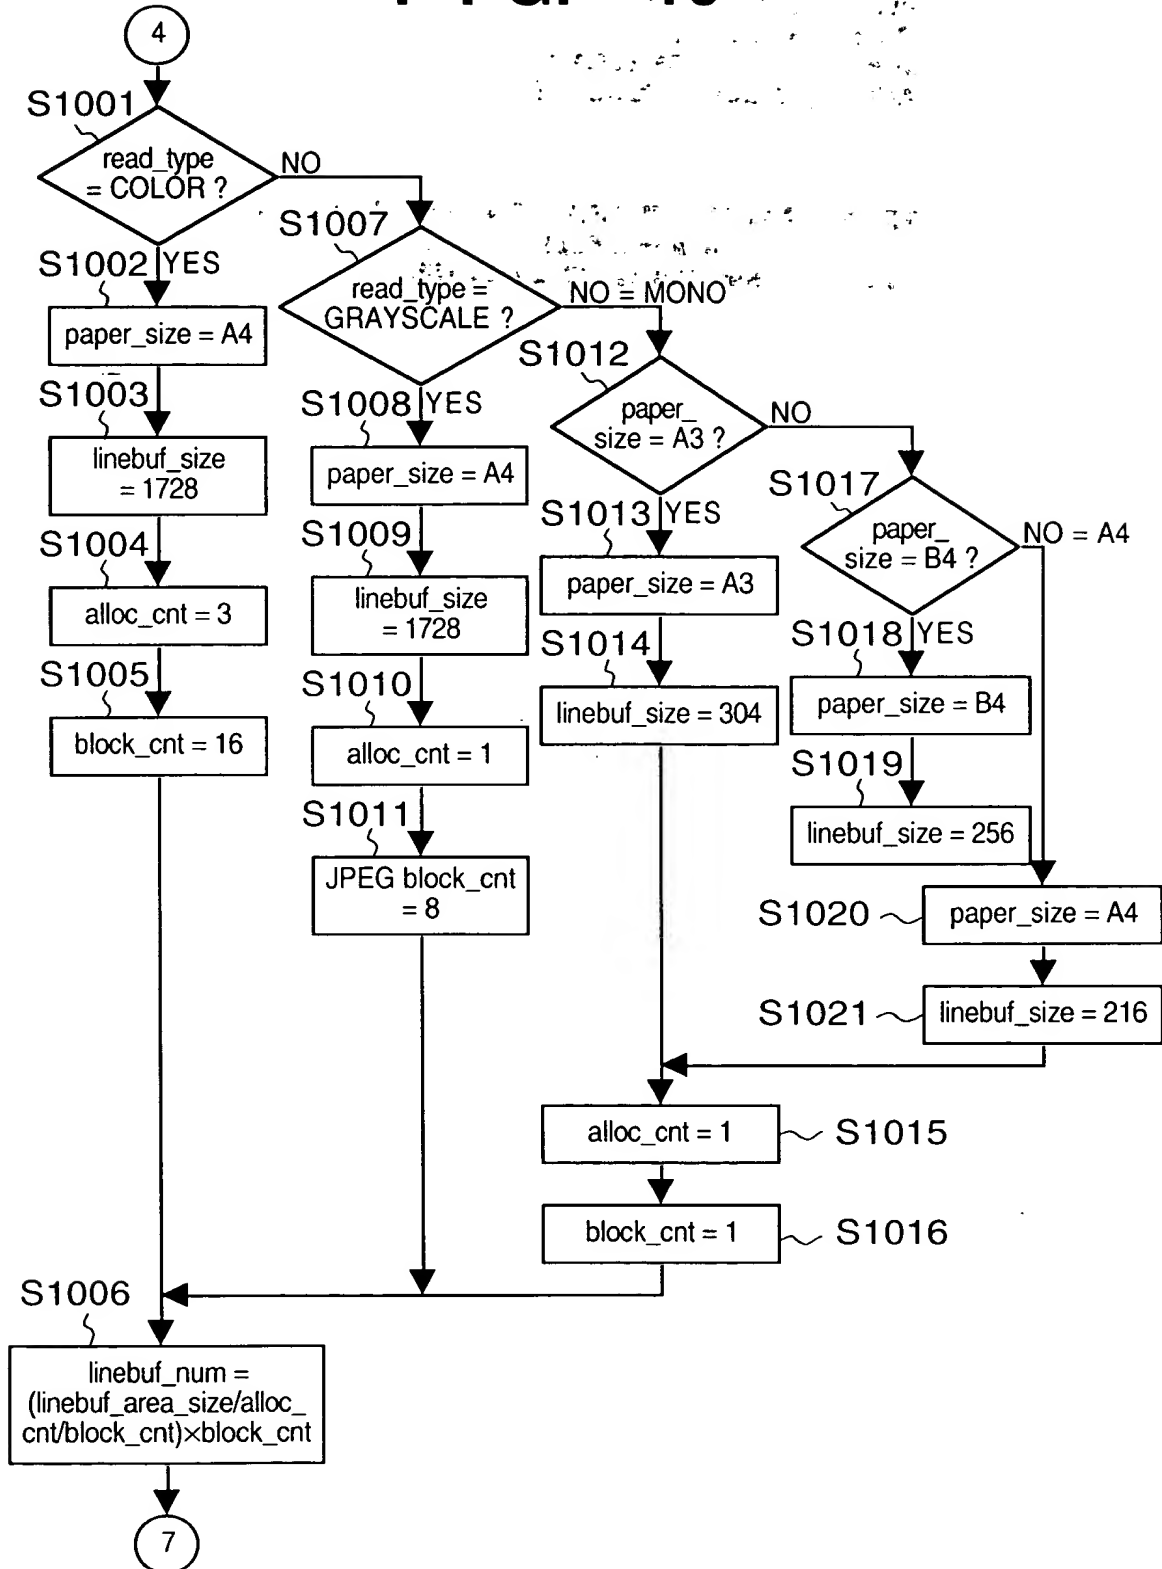 4
S1001
read_type
= COLOR ?
NO
S1002
YES
paper_size = A4
S1003
linebuf_size
= 1728
S1004
alloc_cnt = 3
S1005
block_cnt = 16
S1007
read_type =
GRAYSCALE ?
NO = MONO
S1008
YES
paper_size = A4
S1009
linebuf_size
= 1728
S1010
alloc_cnt = 1
S1011
JPEG block_cnt
= 8
S1012
paper_
size = A3 ?
NO
S1013
YES
paper_size = A3
S1014
linebuf_size = 304
S1017
paper_
size = B4 ?
NO = A4
S1018
YES
paper_size = B4
S1019
linebuf_size = 256
S1020
paper_size = A4
S1021
linebuf_size = 216
alloc_cnt = 1
S1015
block_cnt = 1
S1016
S1006
linebuf_num =
(linebuf_area_size/alloc_
cnt/block_cnt)×block_cnt
7